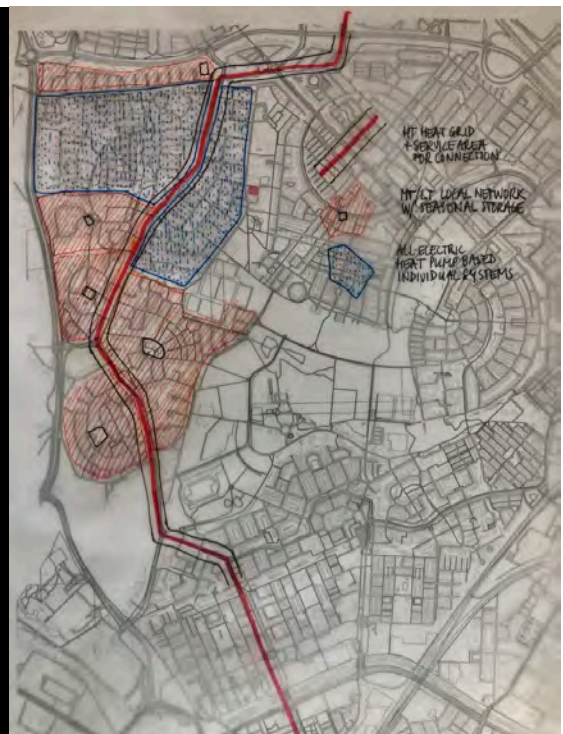 MT HEAT GRID
+ SERVICE AREA
FOR CONNECTION
MT/LT LOCAL NETWORK
W/ SEASONAL STORAGE
ALL-ELECTRIC
HEAT PUMP BASED
INDIVIDUAL SYSTEMS